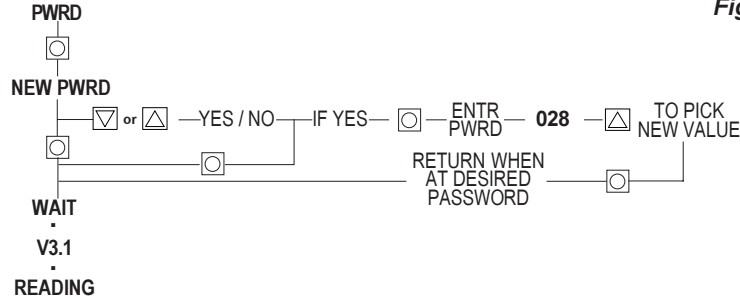 PWRD
Fig
NEW PWRD
or
YES / NO
IF YES
ENTR
PWRD
028
TO PICK
NEW VALUE
RETURN WHEN
AT DESIRED
PASSWORD
WAIT
V3.1
READING